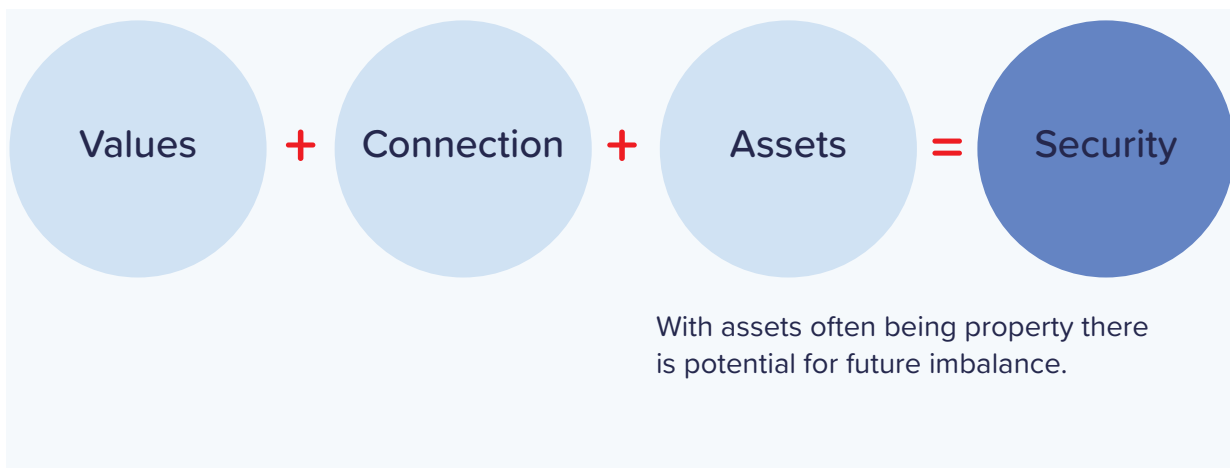 Values + Connection + Assets = Security
With assets often being property there
is potential for future imbalance.